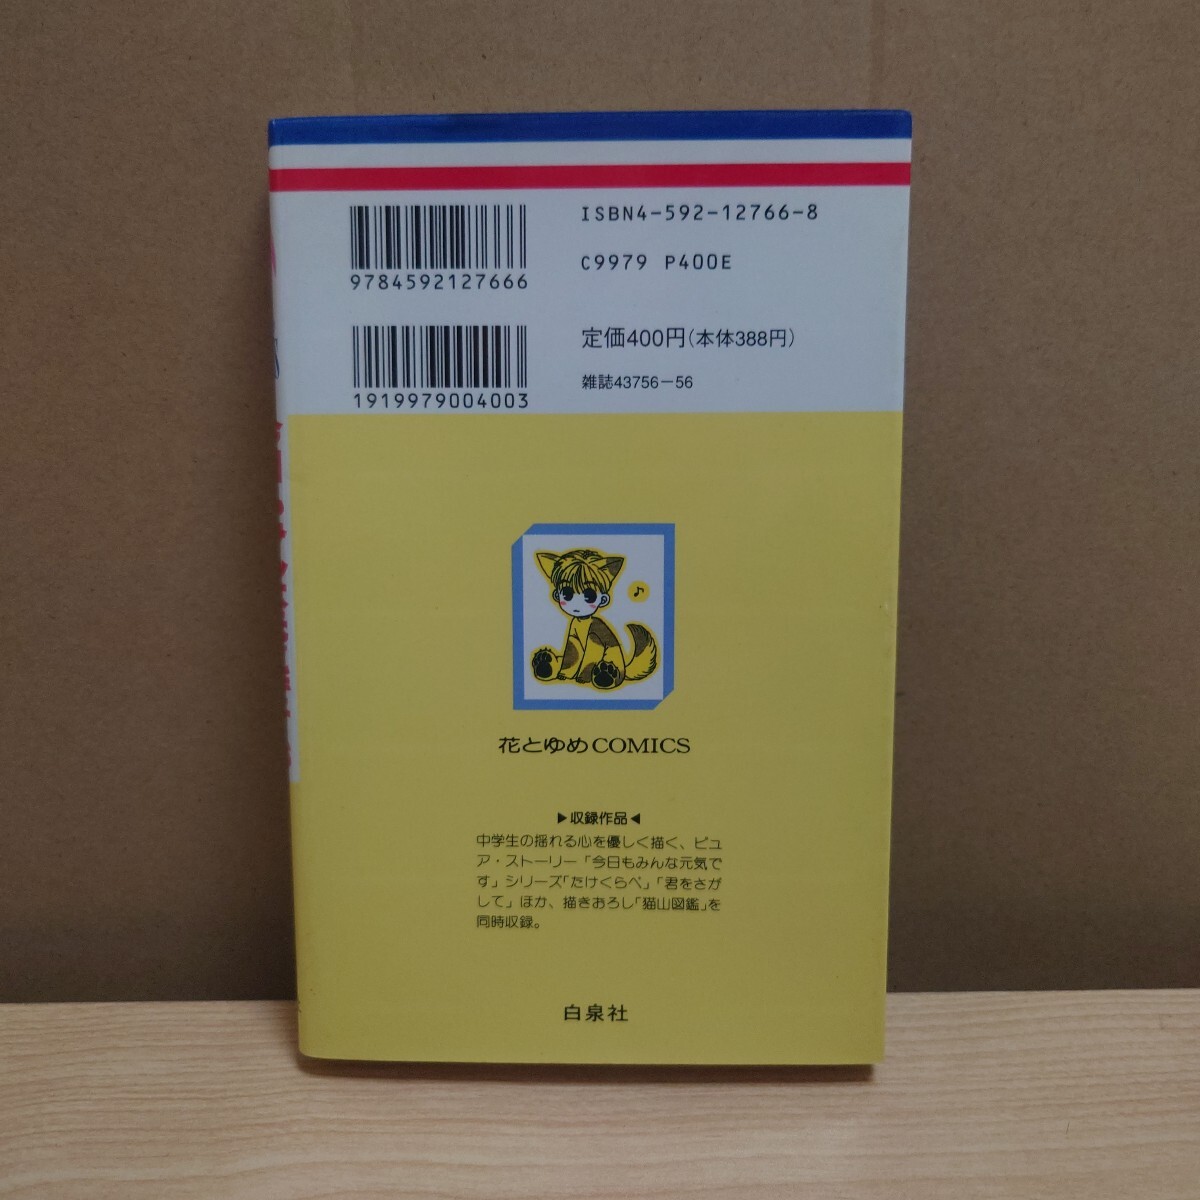 ISBN4-592-12766-8
9784592127666
C9979 P400E
定価400円(本体388円)
1919979004003
雑誌43756-56
♪
花とゆめCOMICS
▶収録作品◀
中学生の揺れる心を優しく描く、ピュ
ア・ストーリー「今日もみんな元気で
す」シリーズ「たけくらべ」「君をさが
して」ほか、描きおろし「猫山図鑑」を
同時収録。
白泉社